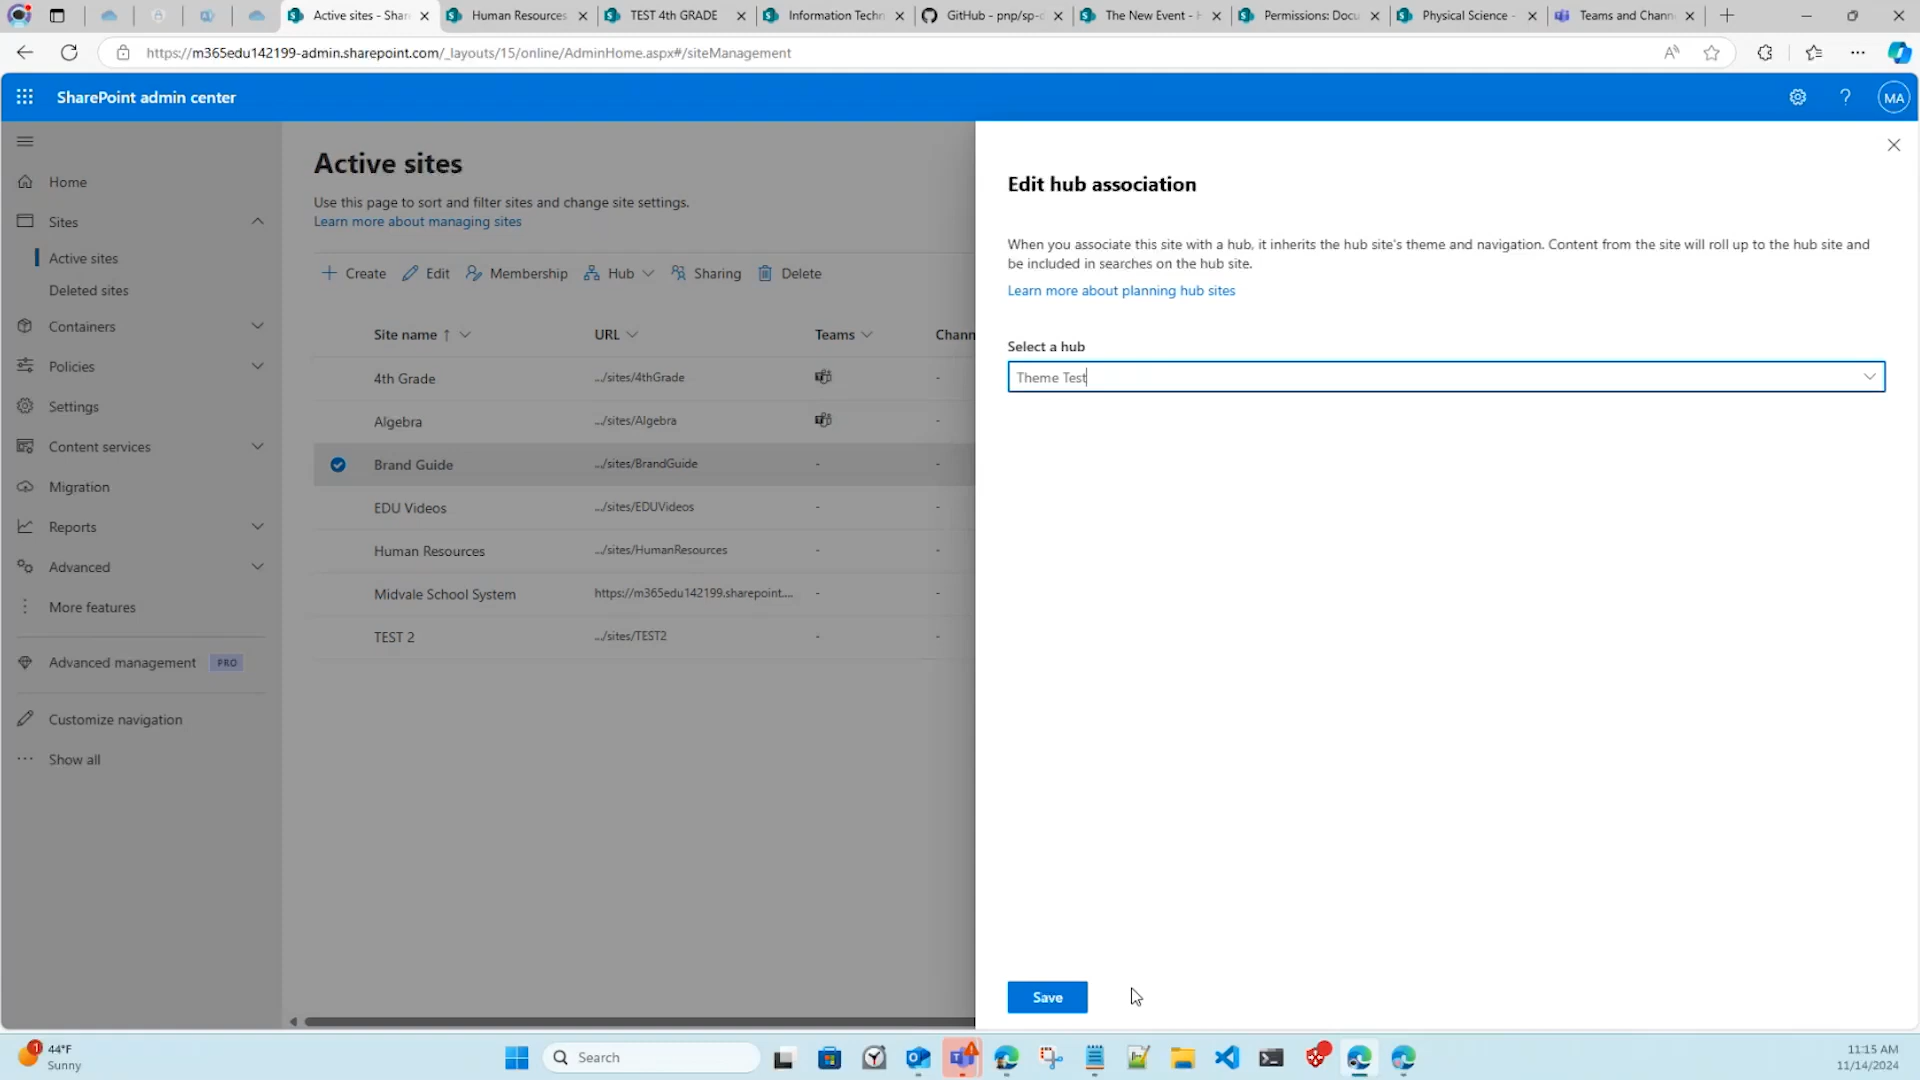 Active sites - Shar
Human Resources
TEST 4th GRADE
Information Techn
GitHub - pnp/sp-d
The New Event - H
Permissions: Docu
Physical Science -
Teams and Chann
https://m365edu142199-admin.sharepoint.com/_layouts/15/online/AdminHome.aspx#/siteManagement
SharePoint admin center
MA
Home
Sites
Active sites
Deleted sites
Containers
Policies
Settings
Content services
Migration
Reports
Advanced
More features
Advanced management PRO
Customize navigation
Show all
Active sites
Use this page to sort and filter sites and change site settings.
Learn more about managing sites
Create Edit Membership Hub Sharing Delete
Site name ↑ URL Teams Chann
4th Grade .../sites/4thGrade -
Algebra .../sites/Algebra -
Brand Guide .../sites/BrandGuide - -
EDU Videos .../sites/EDUVideos - -
Human Resources .../sites/HumanResources - -
Midvale School System https://m365edu142199.sharepoint.... - -
TEST 2 .../sites/TEST2 - -
Edit hub association
When you associate this site with a hub, it inherits the hub site's theme and navigation. Content from the site will roll up to the hub site and
be included in searches on the hub site.
Learn more about planning hub sites
Select a hub
Theme Test
Save
1
44°F
Sunny
Search
11:15 AM
11/14/2024